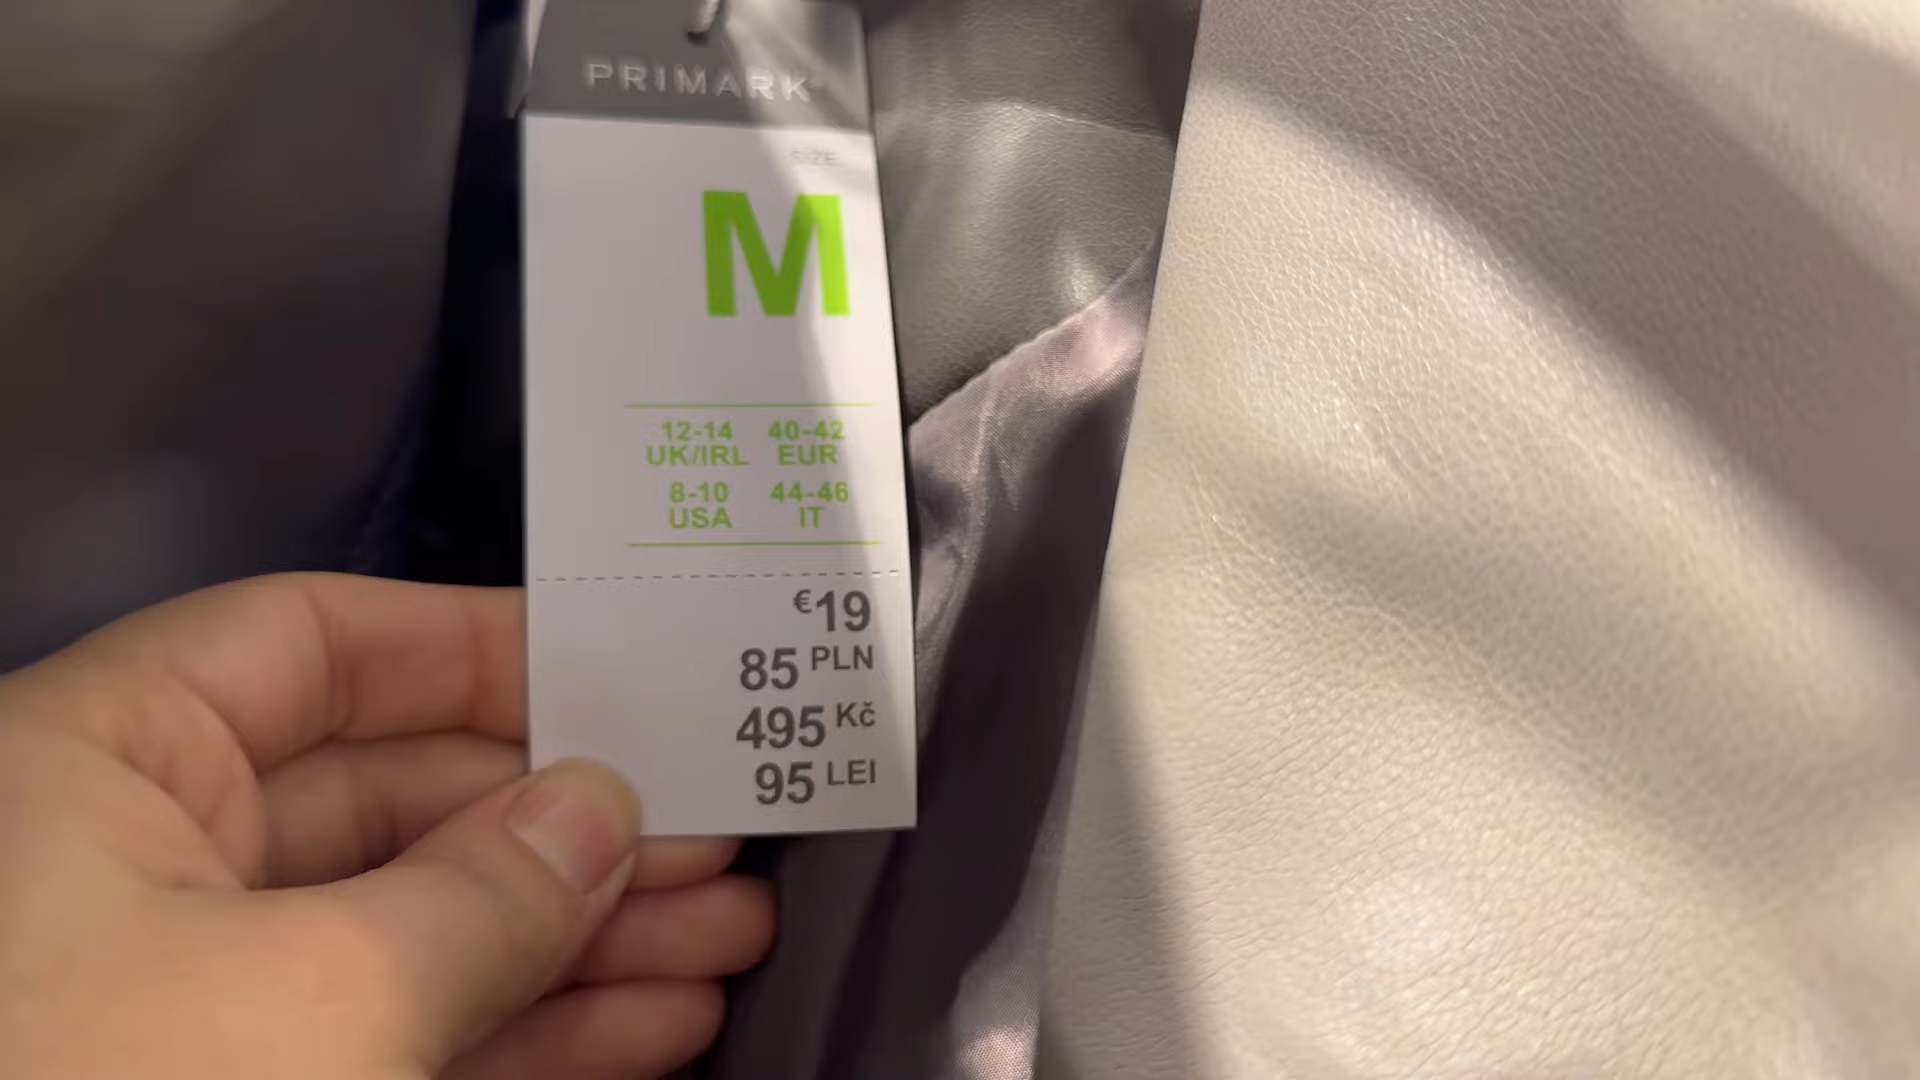 PRIMARK
SIZE
M
12-14 40-42
UK/IRL EUR
8-10 44-46
USA IT
€19
85 PLN
495 Kč
95 LEI